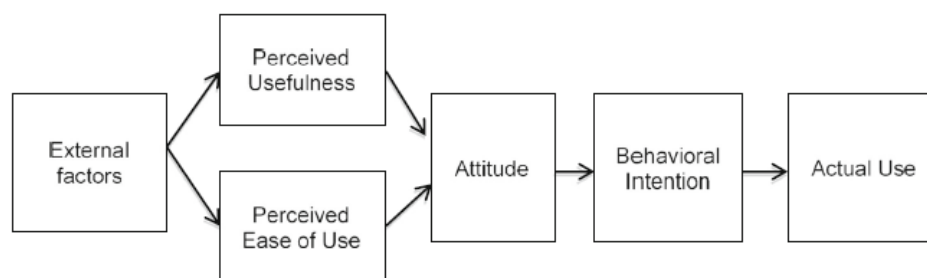 External
factors
Perceived
Usefulness
Perceived
Ease of Use
Attitude
Behavioral
Intention
Actual Use